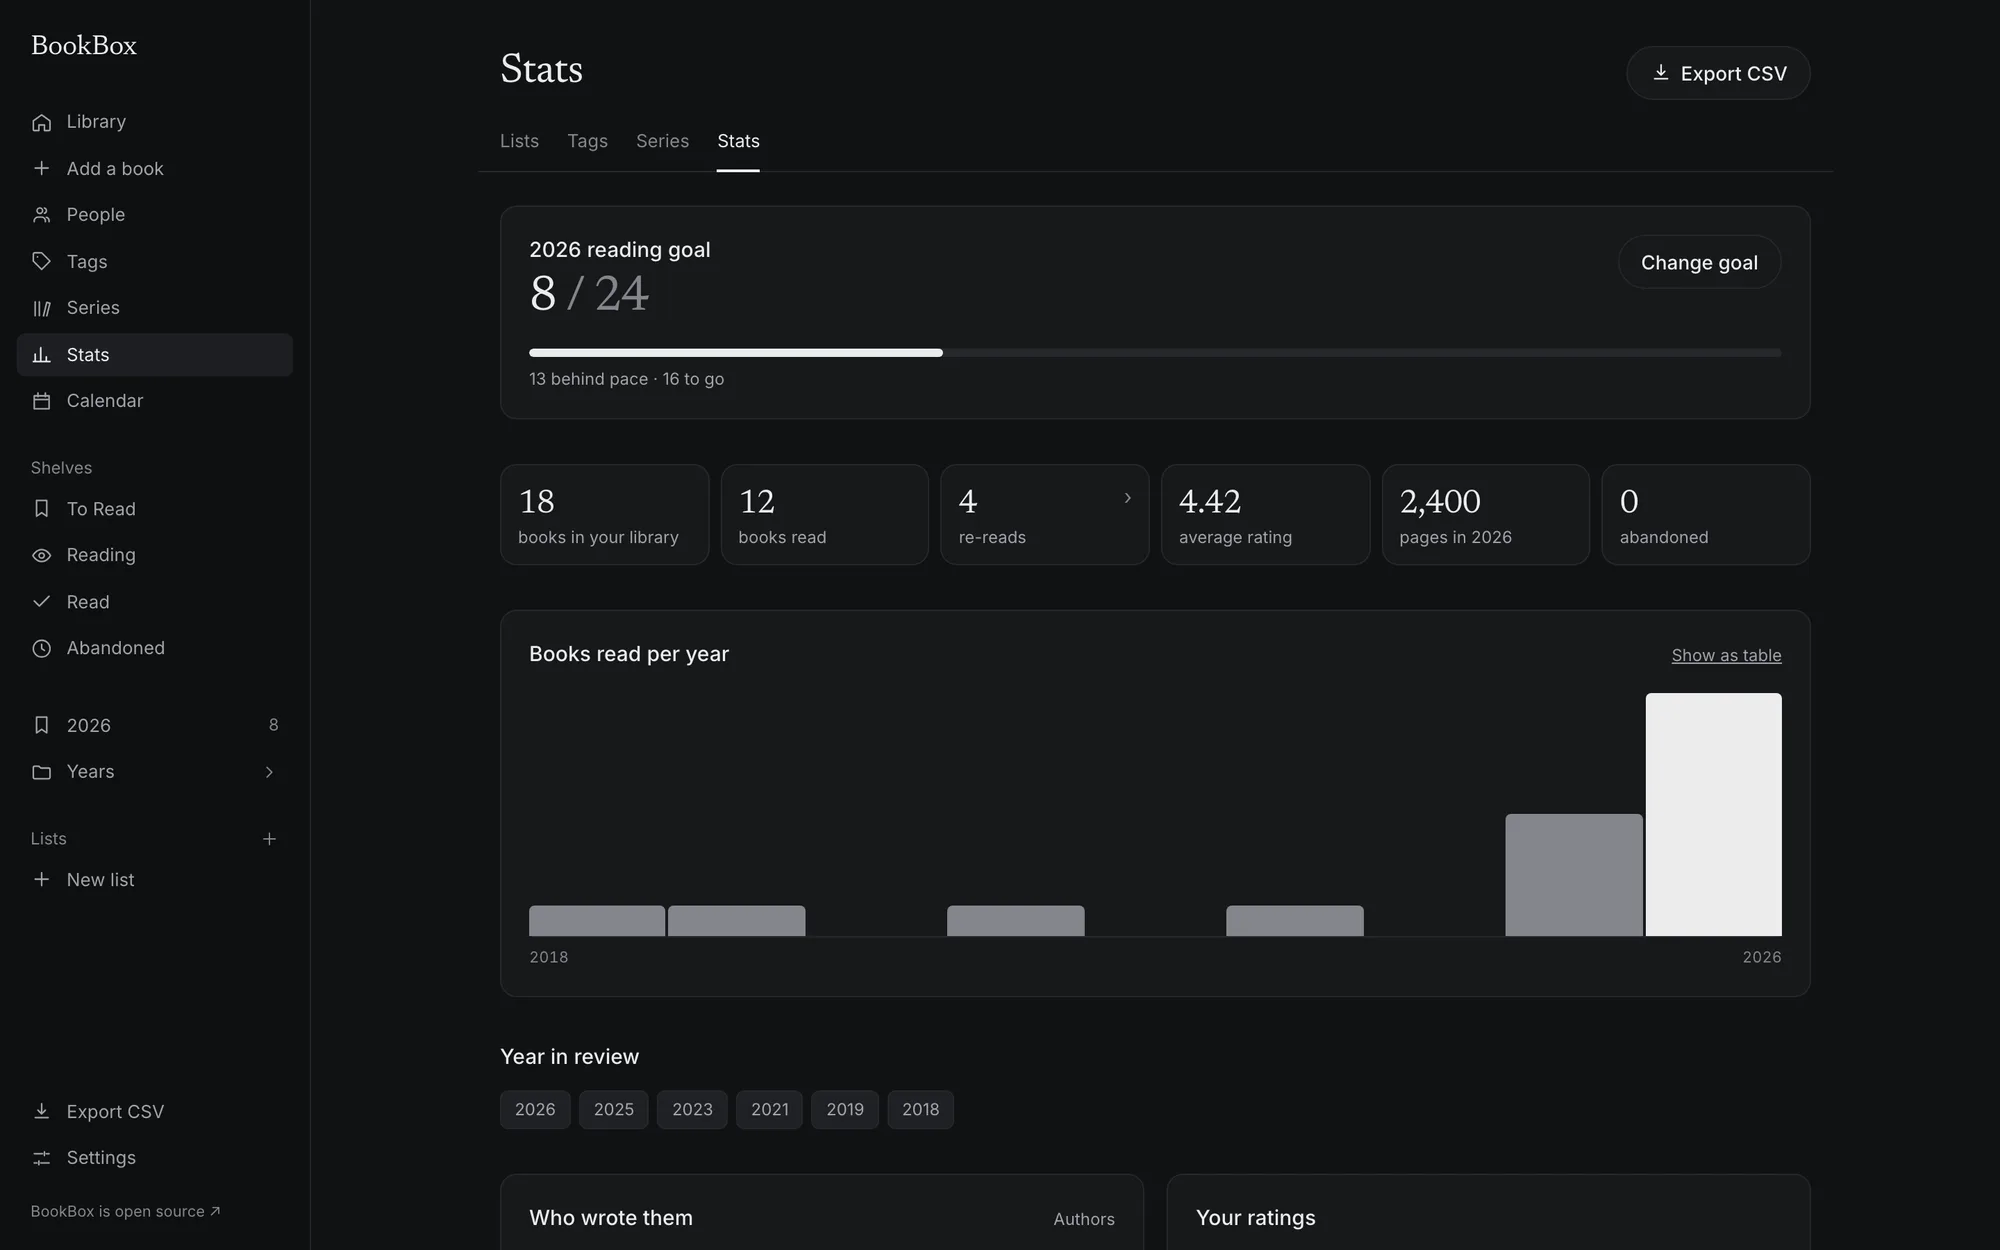 BookBox
Library
Add a book
People
Tags
Series
Stats
Calendar
Shelves
To Read
Reading
Read
Abandoned
2026 8
Years
Lists
New list
Export CSV
Settings
BookBox is open source ↗
Stats
Export CSV
Lists Tags Series Stats
2026 reading goal
8 / 24
Change goal
13 behind pace · 16 to go
18
books in your library
12
books read
4
re-reads
4.42
average rating
2,400
pages in 2026
0
abandoned
Books read per year
Show as table
2018 2026
Year in review
2026 2025 2023 2021 2019 2018
Who wrote them
Authors
Your ratings